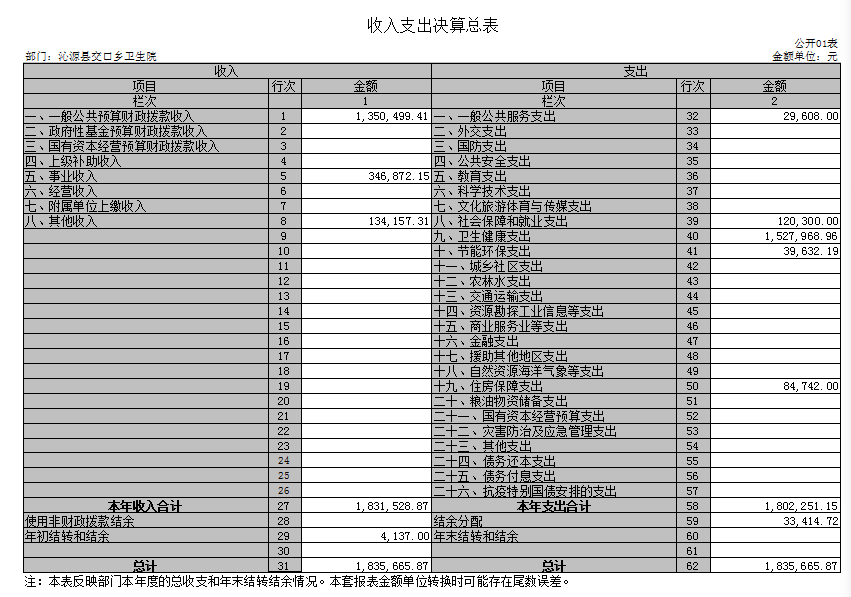 收入支出决算总表
公开01表
部门：沁源县交口乡卫生院 金额单位：元
收入 支出
项目 行次 金额 项目 行次 金额
栏次 1 栏次 2
一、一般公共预算财政拨款收入 1 1,350,499.41 一、一般公共服务支出 32 29,608.00
二、政府性基金预算财政拨款收入 2 二、外交支出 33
三、国有资本经营预算财政拨款收入 3 三、国防支出 34
四、上级补助收入 4 四、公共安全支出 35
五、事业收入 5 346,872.15 五、教育支出 36
六、经营收入 6 六、科学技术支出 37
七、附属单位上缴收入 7 七、文化旅游体育与传媒支出 38
八、其他收入 8 134,157.31 八、社会保障和就业支出 39 120,300.00
9 九、卫生健康支出 40 1,527,968.96
10 十、节能环保支出 41 39,632.19
11 十一、城乡社区支出 42
12 十二、农林水支出 43
13 十三、交通运输支出 44
14 十四、资源勘探工业信息等支出 45
15 十五、商业服务业等支出 46
16 十六、金融支出 47
17 十七、援助其他地区支出 48
18 十八、自然资源海洋气象等支出 49
19 十九、住房保障支出 50 84,742.00
20 二十、粮油物资储备支出 51
21 二十一、国有资本经营预算支出 52
22 二十二、灾害防治及应急管理支出 53
23 二十三、其他支出 54
24 二十四、债务还本支出 55
25 二十五、债务付息支出 56
26 二十六、抗疫特别国债安排的支出 57
本年收入合计 27 1,831,528.87 本年支出合计 58 1,802,251.15
使用非财政拨款结余 28 结余分配 59 33,414.72
年初结转和结余 29 4,137.00 年末结转和结余 60
30 61
总计 31 1,835,665.87 总计 62 1,835,665.87
注：本表反映部门本年度的总收支和年末结转结余情况。本套报表金额单位转换时可能存在尾数误差。